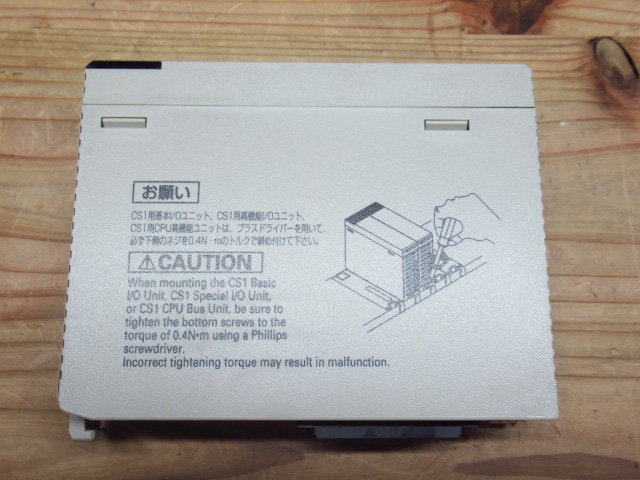 お願い
CS1用基本I/Oユニット、CS1用高機能I/Oユニット、
CS1用CPU高機能ユニットは、プラスドライバーを用いて、
必ず下側のネジを0.4N・mのトルクで締め付けて下さい。
⚠CAUTION
When mounting the CS1 Basic
I/O Unit, CS1 Special I/O Unit,
or CS1 CPU Bus Unit, be sure to
tighten the bottom screws to the
torque of 0.4N•m using a Phillips
screwdriver.
Incorrect tightening torque may result in malfunction.